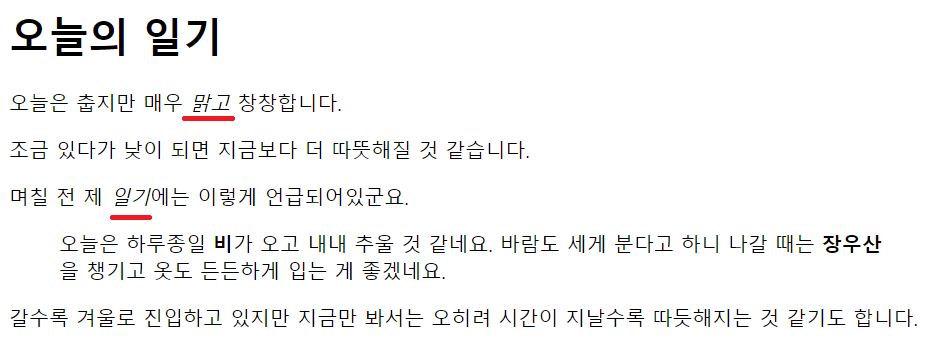 오늘의 일기
오늘은 춥지만 매우 맑고 창창합니다.
조금 있다가 낮이 되면 지금보다 더 따뜻해질 것 같습니다.
며칠 전 제 일기에는 이렇게 언급되어있군요.
오늘은 하루종일 비가 오고 내내 추울 것 같네요. 바람도 세게 분다고 하니 나갈 때는 장우산
을 챙기고 옷도 든든하게 입는 게 좋겠네요.
갈수록 겨울로 진입하고 있지만 지금만 봐서는 오히려 시간이 지날수록 따듯해지는 것 같기도 합니다.